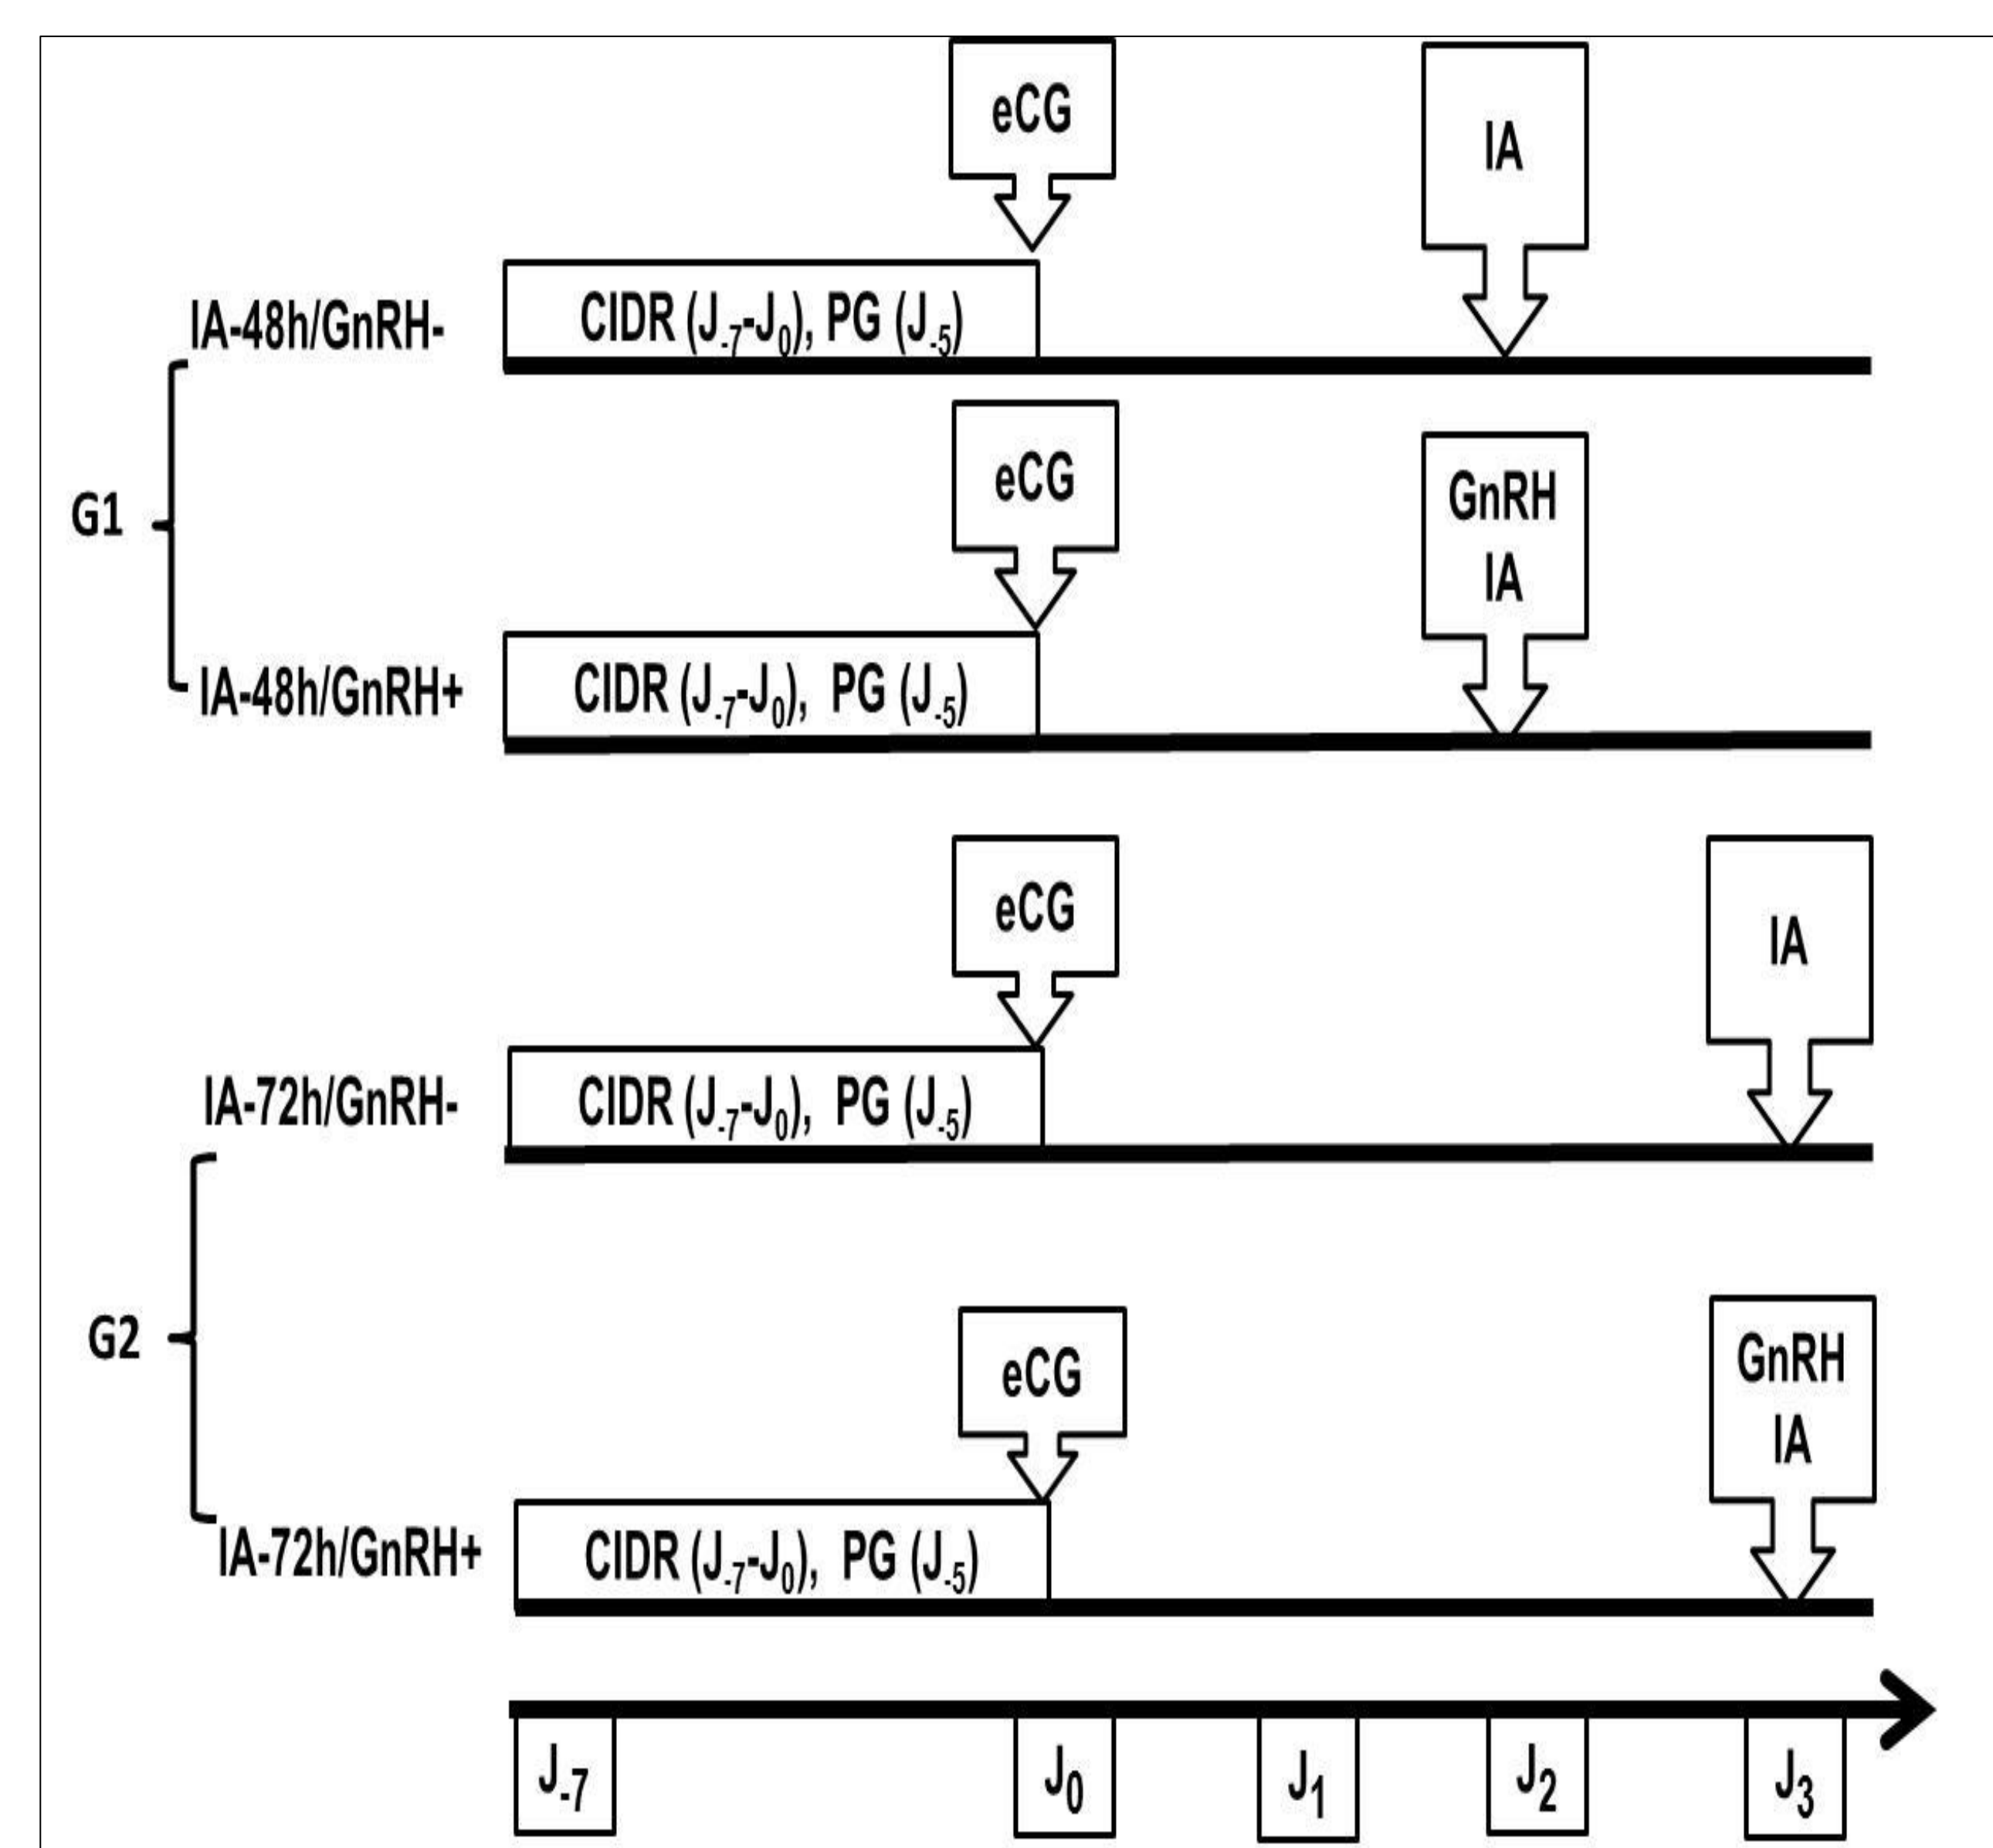 eCG
IA
IA-48h/GnRH-
CIDR (J-7-J0), PG (J-5)
G1
eCG
GnRH
IA
IA-48h/GnRH+
CIDR (J-7-J0), PG (J-5)
eCG
IA
IA-72h/GnRH-
CIDR (J-7-J0), PG (J-5)
G2
eCG
GnRH
IA
IA-72h/GnRH+
CIDR (J-7-J0), PG (J-5)
J-7
J0
J1
J2
J3